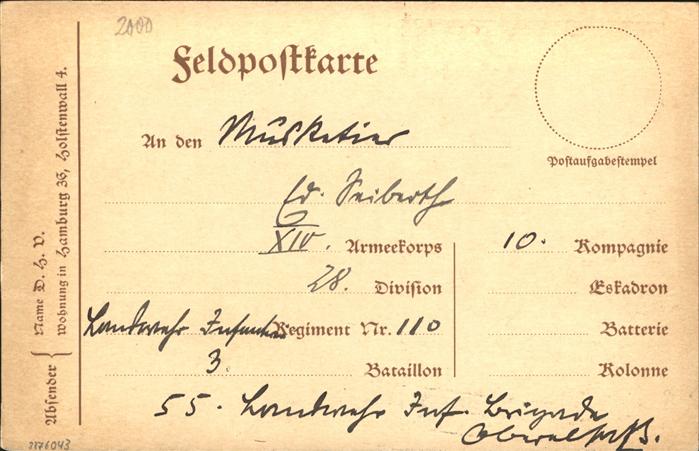 2000
Feldpostkarte
An den Musketier
Postaufgabestempel
Ed. Seiberth
XIV. Armeekorps
10. Kompagnie
28. Division
Eskadron
Landwehr Infanterie Regiment Nr. 110
Batterie
3. Bataillon
Kolonne
55. Landwehr Inf. Brigade
Oberelsaß.
Absender { Name D. H. V.
Wohnung in Hamburg 36, Holstenwall 4.